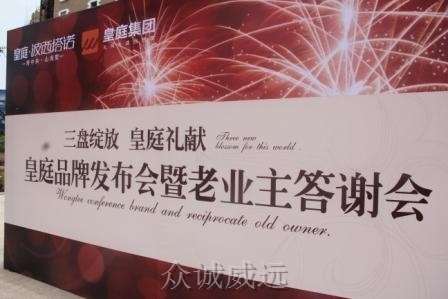 皇庭·波西塔诺
皇庭集团
三盘绽放 皇庭礼献
Three new
blossom for this world.
皇庭品牌发布会暨老业主答谢会
Wongtee conference brand and reciprocate old owner.
众诚威远